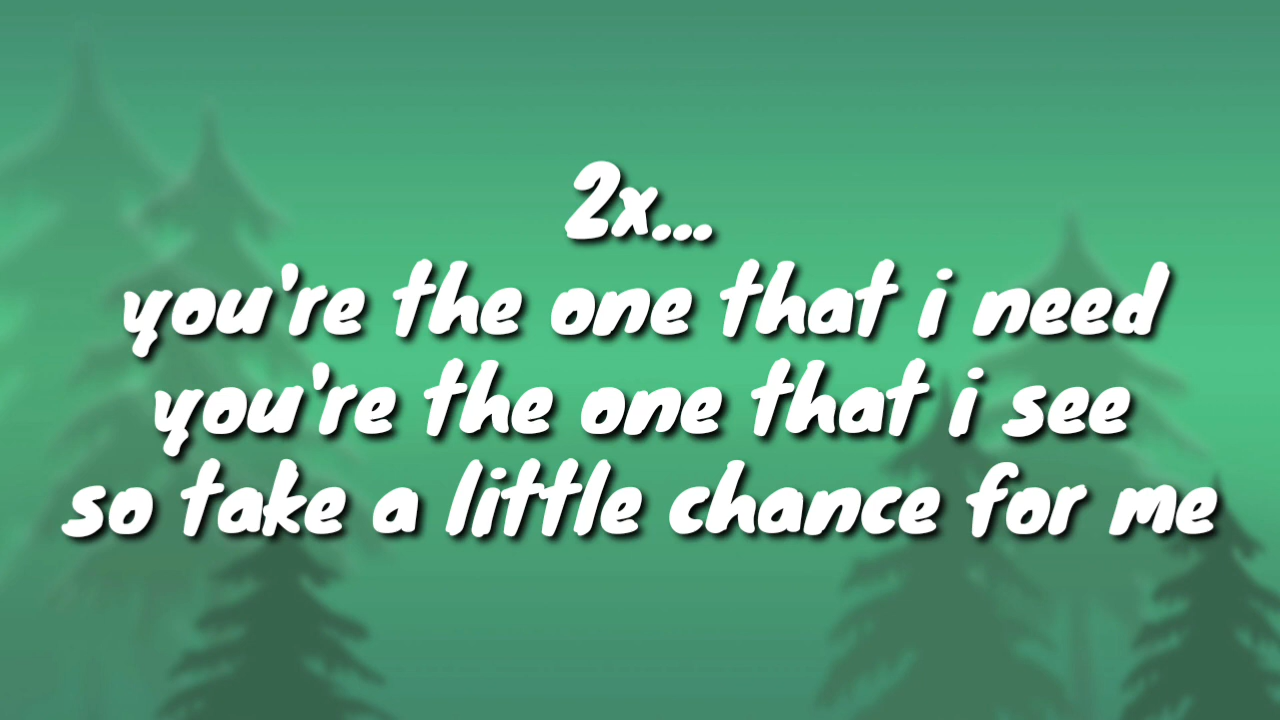 2x...
you're the one that i need
you're the one that i see
so take a little chance for me